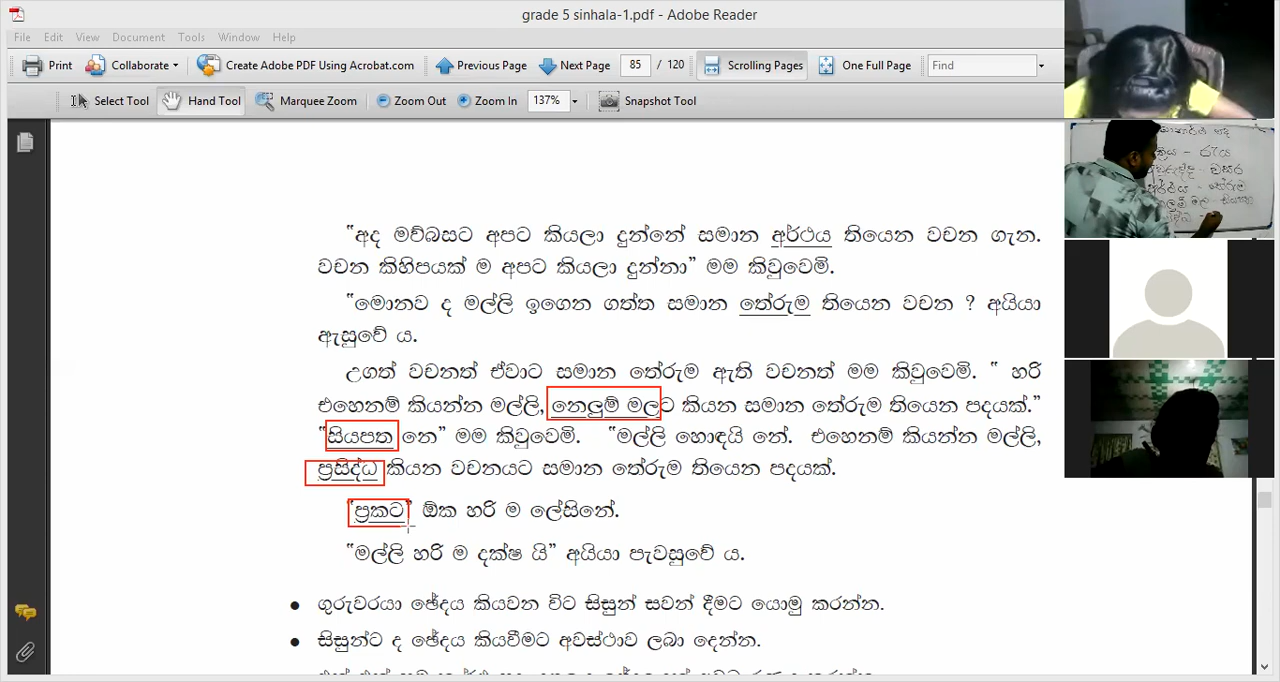 grade 5 sinhala-1.pdf - Adobe Reader
File Edit View Document Tools Window Help
Print Collaborate Create Adobe PDF Using Acrobat.com Previous Page Next Page 85 / 120 Scrolling Pages One Full Page Find
Select Tool Hand Tool Marquee Zoom Zoom Out Zoom In 137% Snapshot Tool
"අද මව්බසට අපට කියලා දුන්නේ සමාන අර්ථය තියෙන වචන ගැන.
වචන කිහිපයක් ම අපට කියලා දුන්නා" මම කිවුවෙමි.
"මොනව ද මල්ලි ඉගෙන ගත්ත සමාන තේරුම තියෙන වචන ? අයියා
ඇසුවේ ය.
උගත් වචනත් ඒවාට සමාන තේරුම ඇති වචනත් මම කිවුවෙමි. " හරි
එහෙනම් කියන්න මල්ලි, නෙලුම් මලට කියන සමාන තේරුම තියෙන පදයක්."
"සියපත නෙ" මම කිවුවෙමි. "මල්ලි හොඳයි නේ. එහෙනම් කියන්න මල්ලි,
ප්‍රසිද්ධ කියන වචනයට සමාන තේරුම තියෙන පදයක්.
"ප්‍රකට" ඕක හරි ම ලේසිනේ.
"මල්ලි හරි ම දක්ෂ යි" අයියා පැවසුවේ ය.
• ගුරුවරයා ඡේදය කියවන විට සිසුන් සවන් දීමට යොමු කරන්න.
• සිසුන්ට ද ඡේදය කියවීමට අවස්ථාව ලබා දෙන්න.
- රැය
- වසර
අර්ථය - තේරුම
මල - සියපත